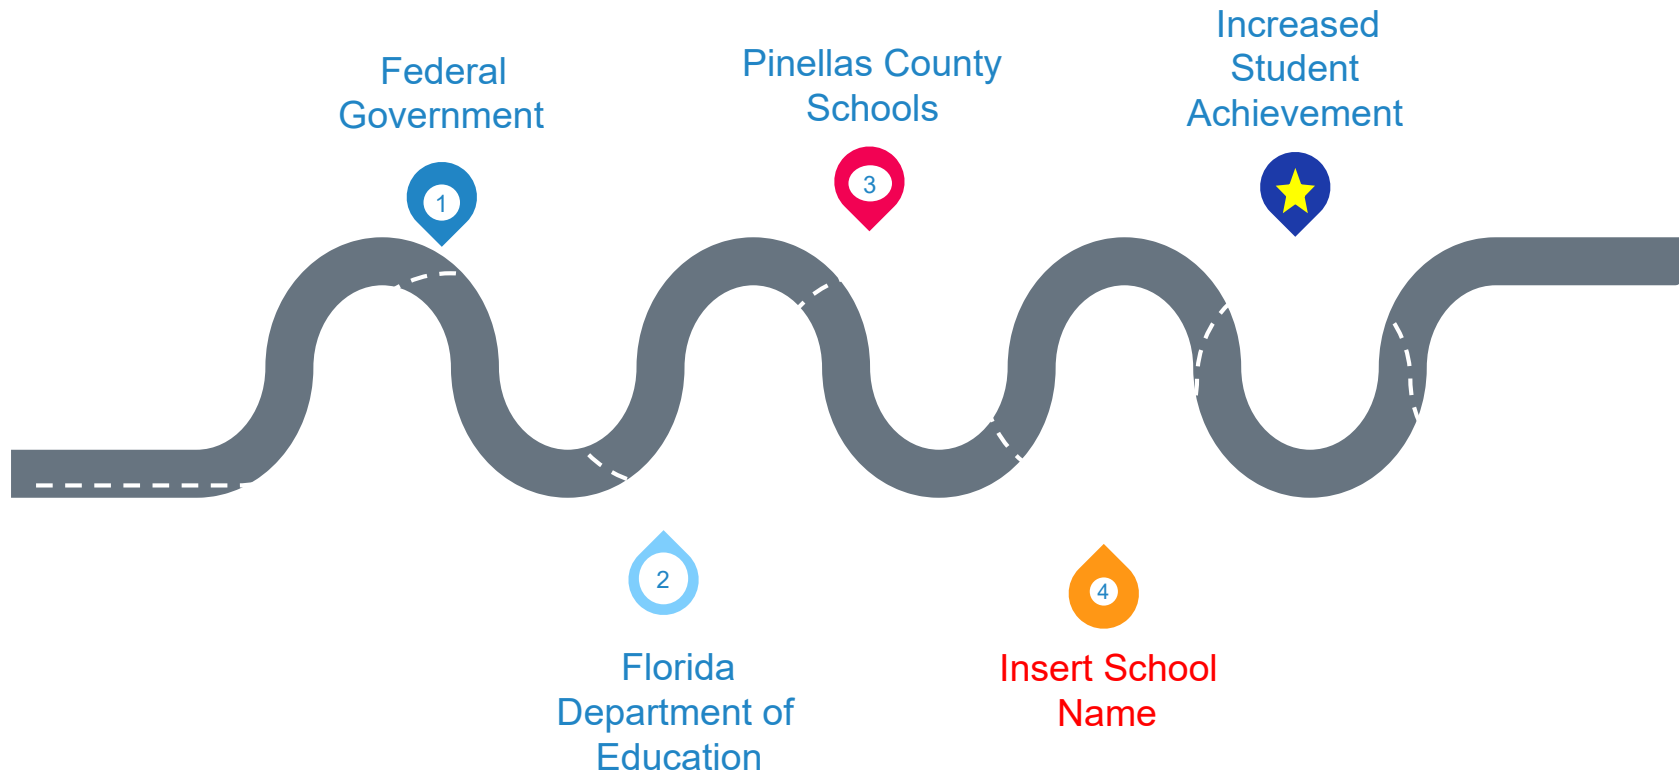 Federal
Government
1
2
Florida
Department of
Education
Pinellas County
Schools
3
4
Insert School
Name
Increased
Student
Achievement